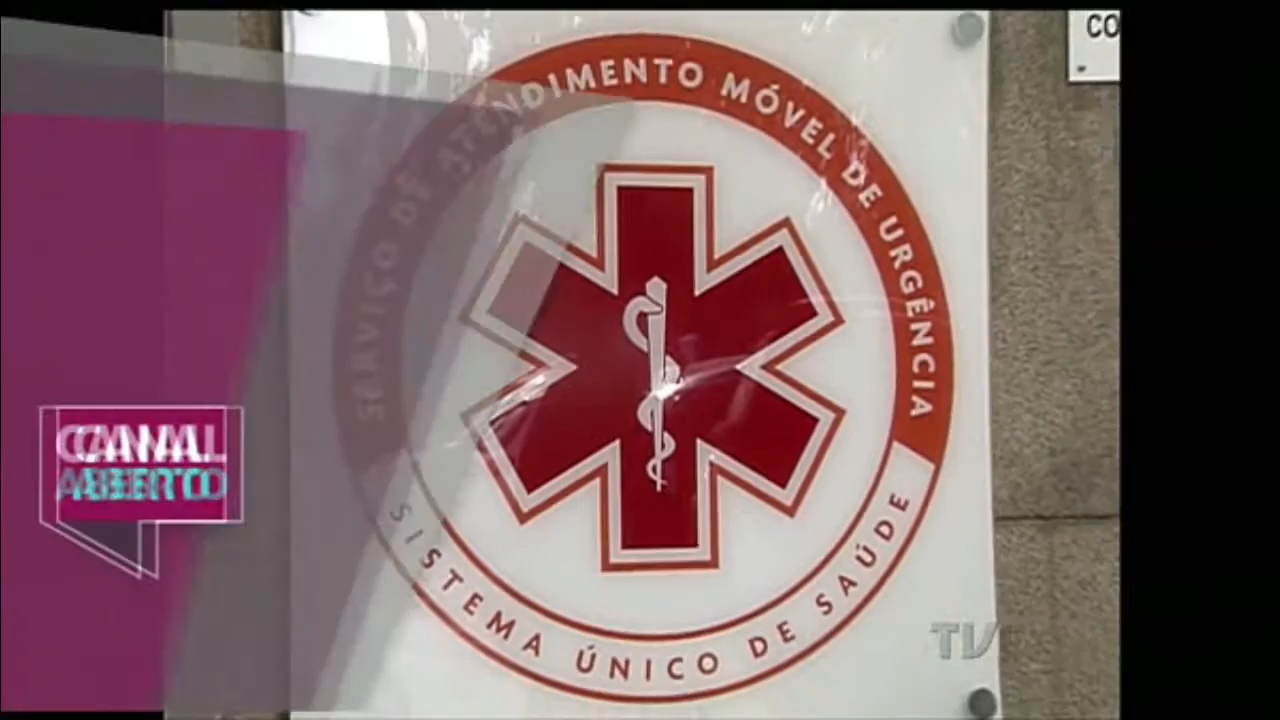 CO
SERVIÇO DE ATENDIMENTO MÓVEL DE URGÊNCIA
SISTEMA ÚNICO DE SAÚDE
CANAL
ABERTO
TV